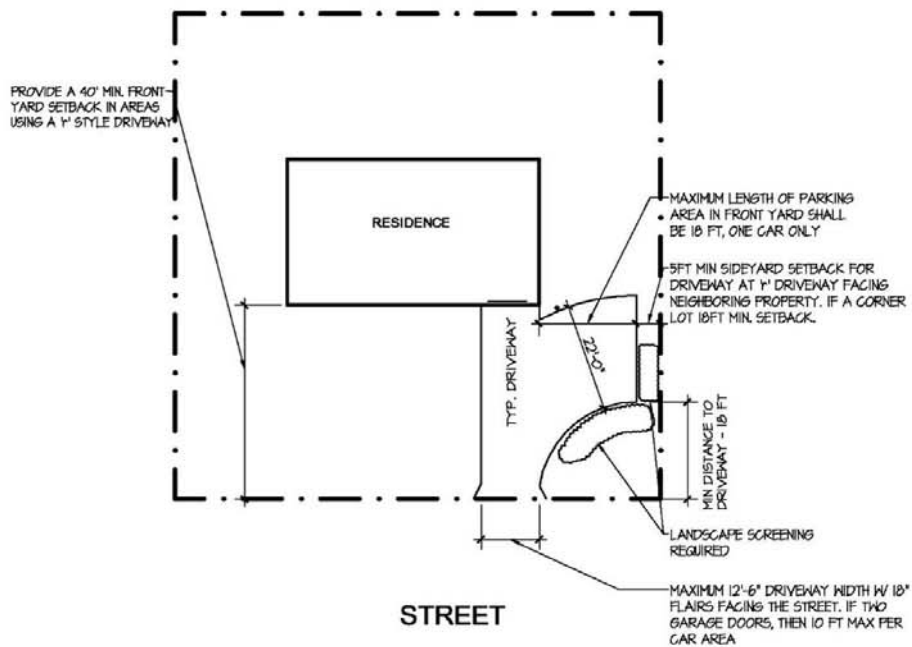 PROVIDE A 40' MIN. FRONT
YARD SETBACK IN AREAS
USING A 'Y' STYLE DRIVEWAY
RESIDENCE
MAXIMUM LENGTH OF PARKING
AREA IN FRONT YARD SHALL
BE 18 FT, ONE CAR ONLY
5FT MIN SIDEYARD SETBACK FOR
DRIVEWAY AT 'Y' DRIVEWAY FACING
NEIGHBORING PROPERTY. IF A CORNER
LOT 18FT MIN. SETBACK.
TYP. DRIVEWAY
22'-0"
MIN DISTANCE TO
DRIVEWAY - 18 FT
LANDSCAPE SCREENING
REQUIRED
MAXIMUM 12'-6" DRIVEWAY WIDTH W/ 18"
FLAIRS FACING THE STREET. IF TWO
GARAGE DOORS, THEN 10 FT MAX PER
CAR AREA
STREET